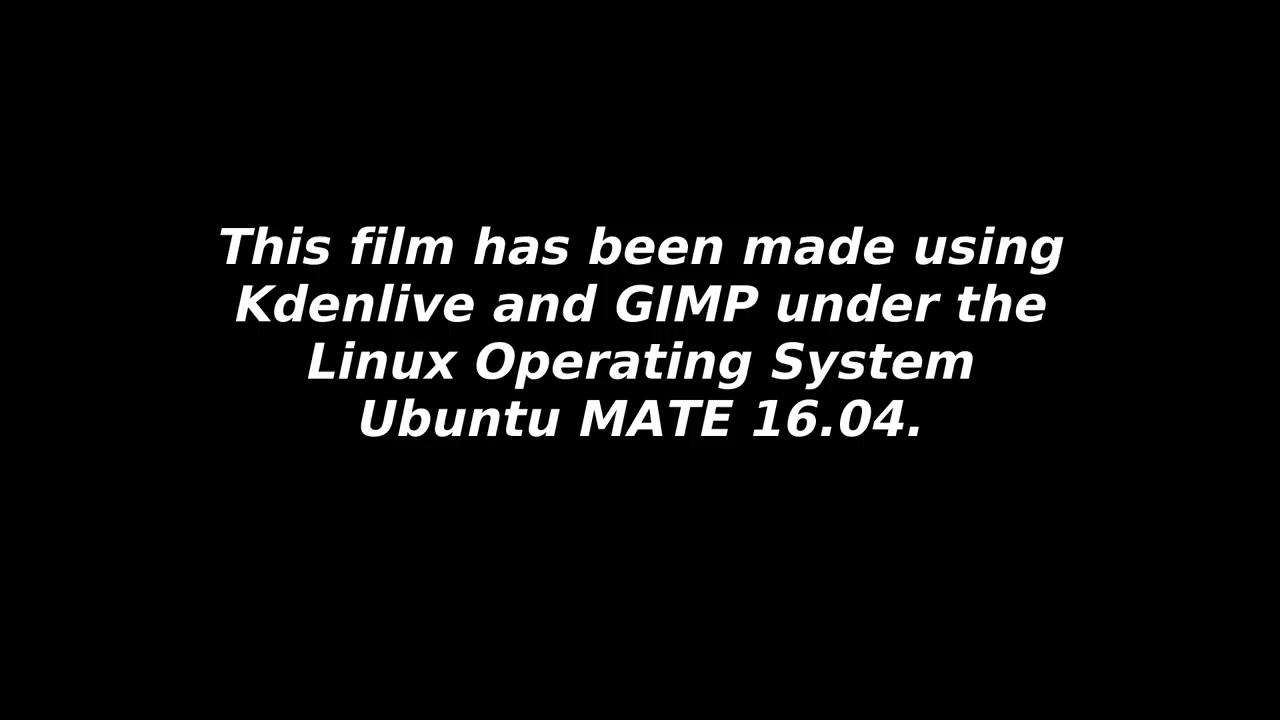 This film has been made using
Kdenlive and GIMP under the
Linux Operating System
Ubuntu MATE 16.04.